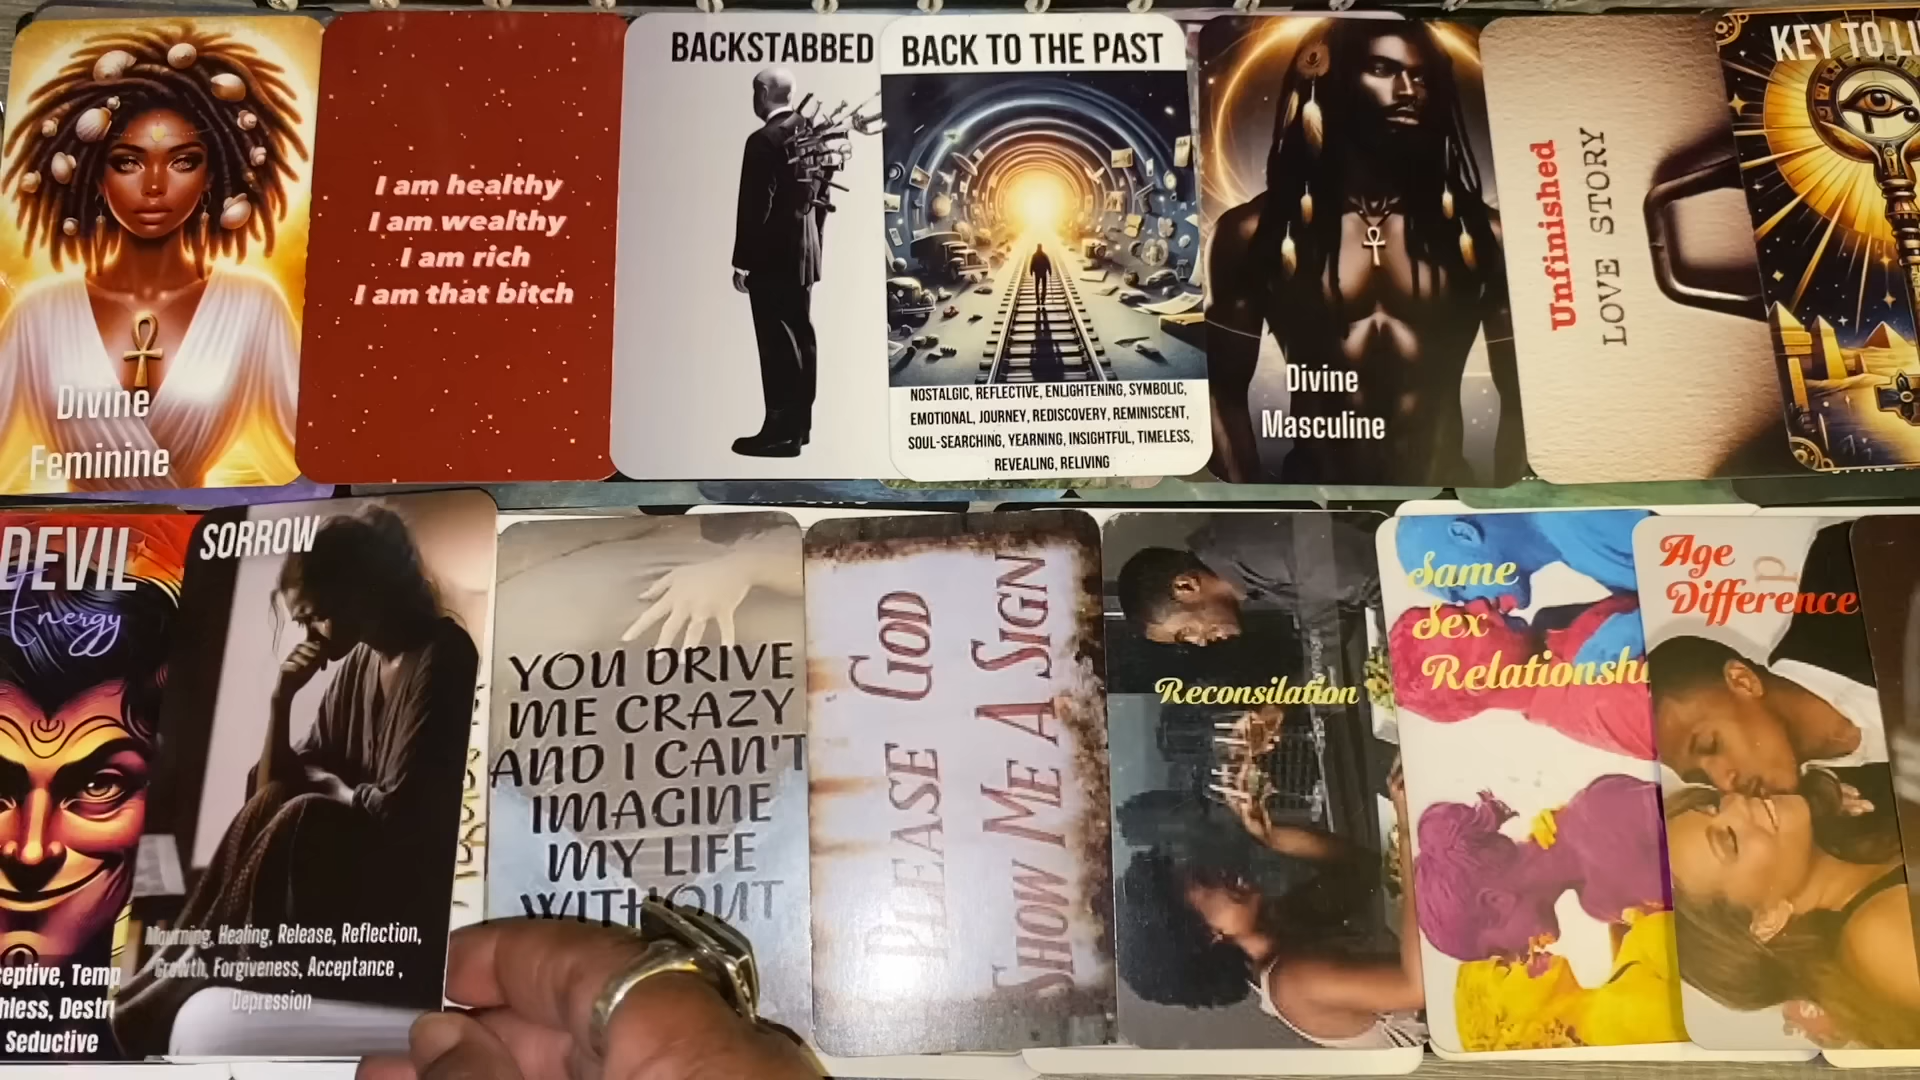 Divine
Feminine
I am healthy
I am wealthy
I am rich
I am that bitch
BACKSTABBED
BACK TO THE PAST
NOSTALGIC, REFLECTIVE, ENLIGHTENING, SYMBOLIC,
EMOTIONAL, JOURNEY, REDISCOVERY, REMINISCENT,
SOUL-SEARCHING, YEARNING, INSIGHTFUL, TIMELESS,
REVEALING, RELIVING
Divine
Masculine
Unfinished
LOVE STORY
KEY TO LI
DEVIL
Energy
ceptive, Temp
hless, Destr
Seductive
SORROW
Mourning, Healing, Release, Reflection,
Growth, Forgiveness, Acceptance ,
Depression
YOU DRIVE
ME CRAZY
AND I CAN'T
IMAGINE
MY LIFE
WITHOUT
PLEASE GOD
SHOW ME A SIGN
Reconsilation
Same
Sex
Relationsh
Age
Difference